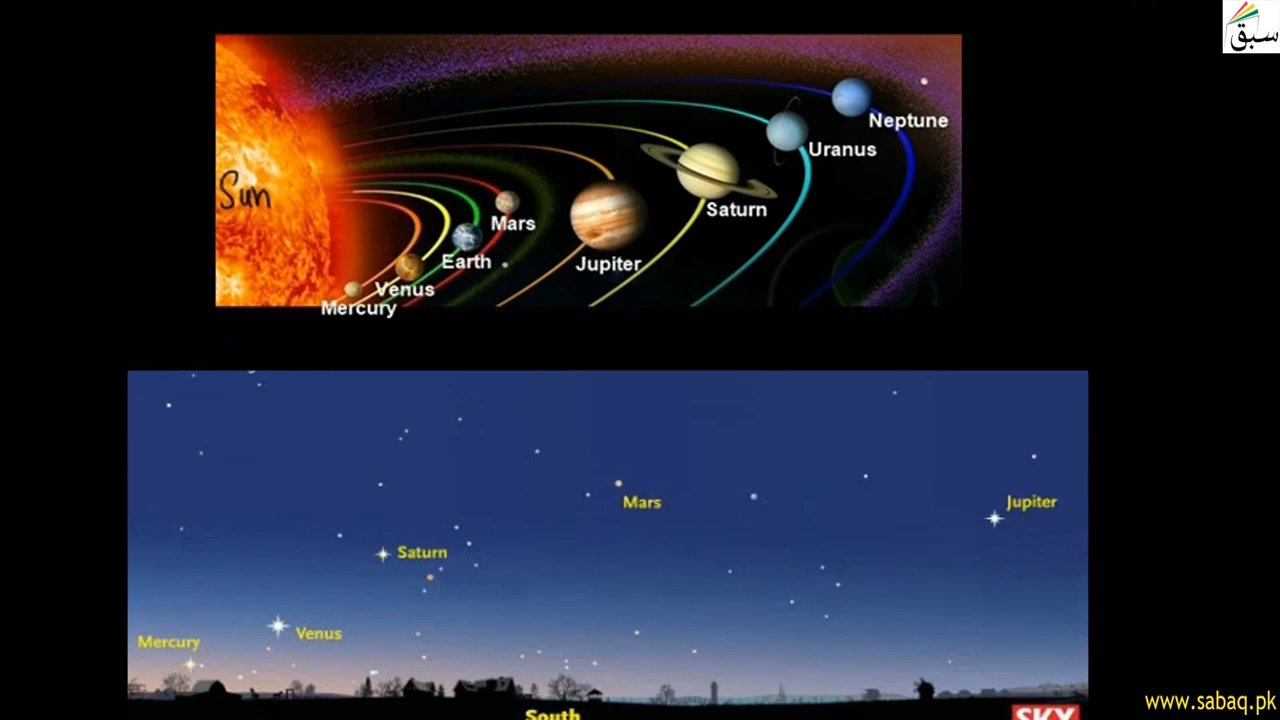 سبق
Sun
Neptune
Uranus
Saturn
Mars
Earth
Jupiter
Venus
Mercury
Mars
Jupiter
Saturn
Venus
Mercury
South
SKY
www.sabaq.pk